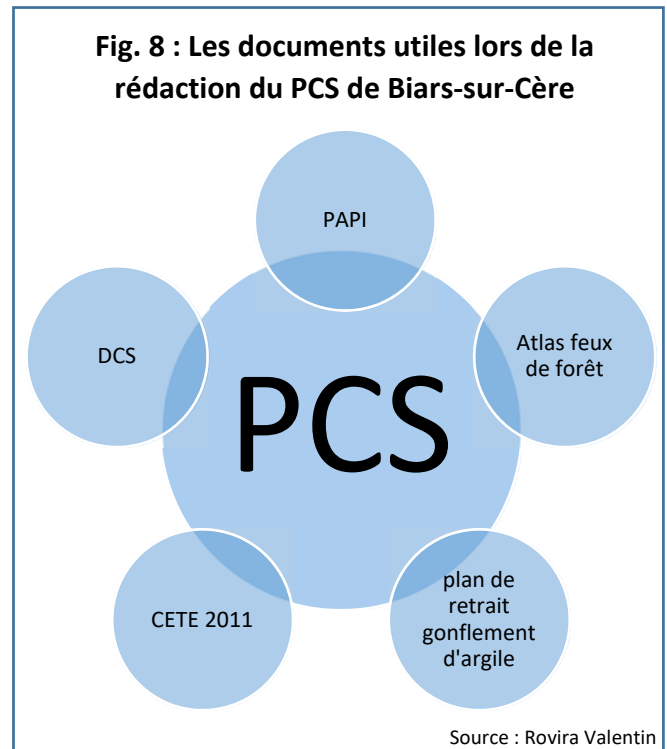 Fig. 8 : Les documents utiles lors de la
rédaction du PCS de Biars-sur-Cère
PAPI
DCS
Atlas feux
de forêt
PCS
CETE 2011
plan de
retrait
gonflement
d'argile
Source : Rovira Valentin